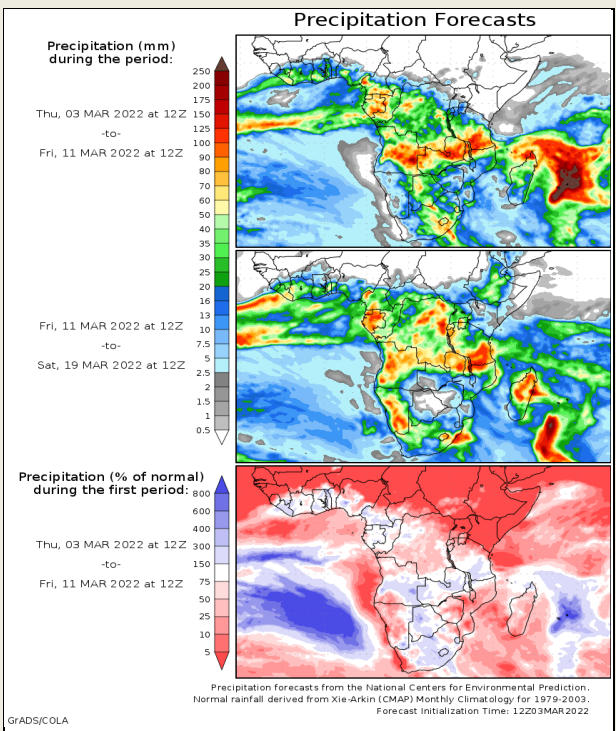 Precipitation Forecasts
Precipitation (mm)
during the period:
250
200
175
150
125
100
90
80
70
60
50
40
35
30
25
20
16
13
10
7.5
5
2.5
2
1.5
1
0.5
Thu, 03 MAR 2022 at 12Z
-to-
Fri, 11 MAR 2022 at 12Z
Fri, 11 MAR 2022 at 12Z
-to-
Sat, 19 MAR 2022 at 12Z
Precipitation (% of normal)
during the first period:
800
600
400
300
150
75
50
25
10
5
Thu, 03 MAR 2022 at 12Z
-to-
Fri, 11 MAR 2022 at 12Z
Precipitation forecasts from the National Centers for Environmental Prediction.
Normal rainfall derived from Xie-Arkin (CMAP) Monthly Climatology for 1979-2003.
Forecast Initialization Time: 12Z03MAR2022
GrADS/COLA